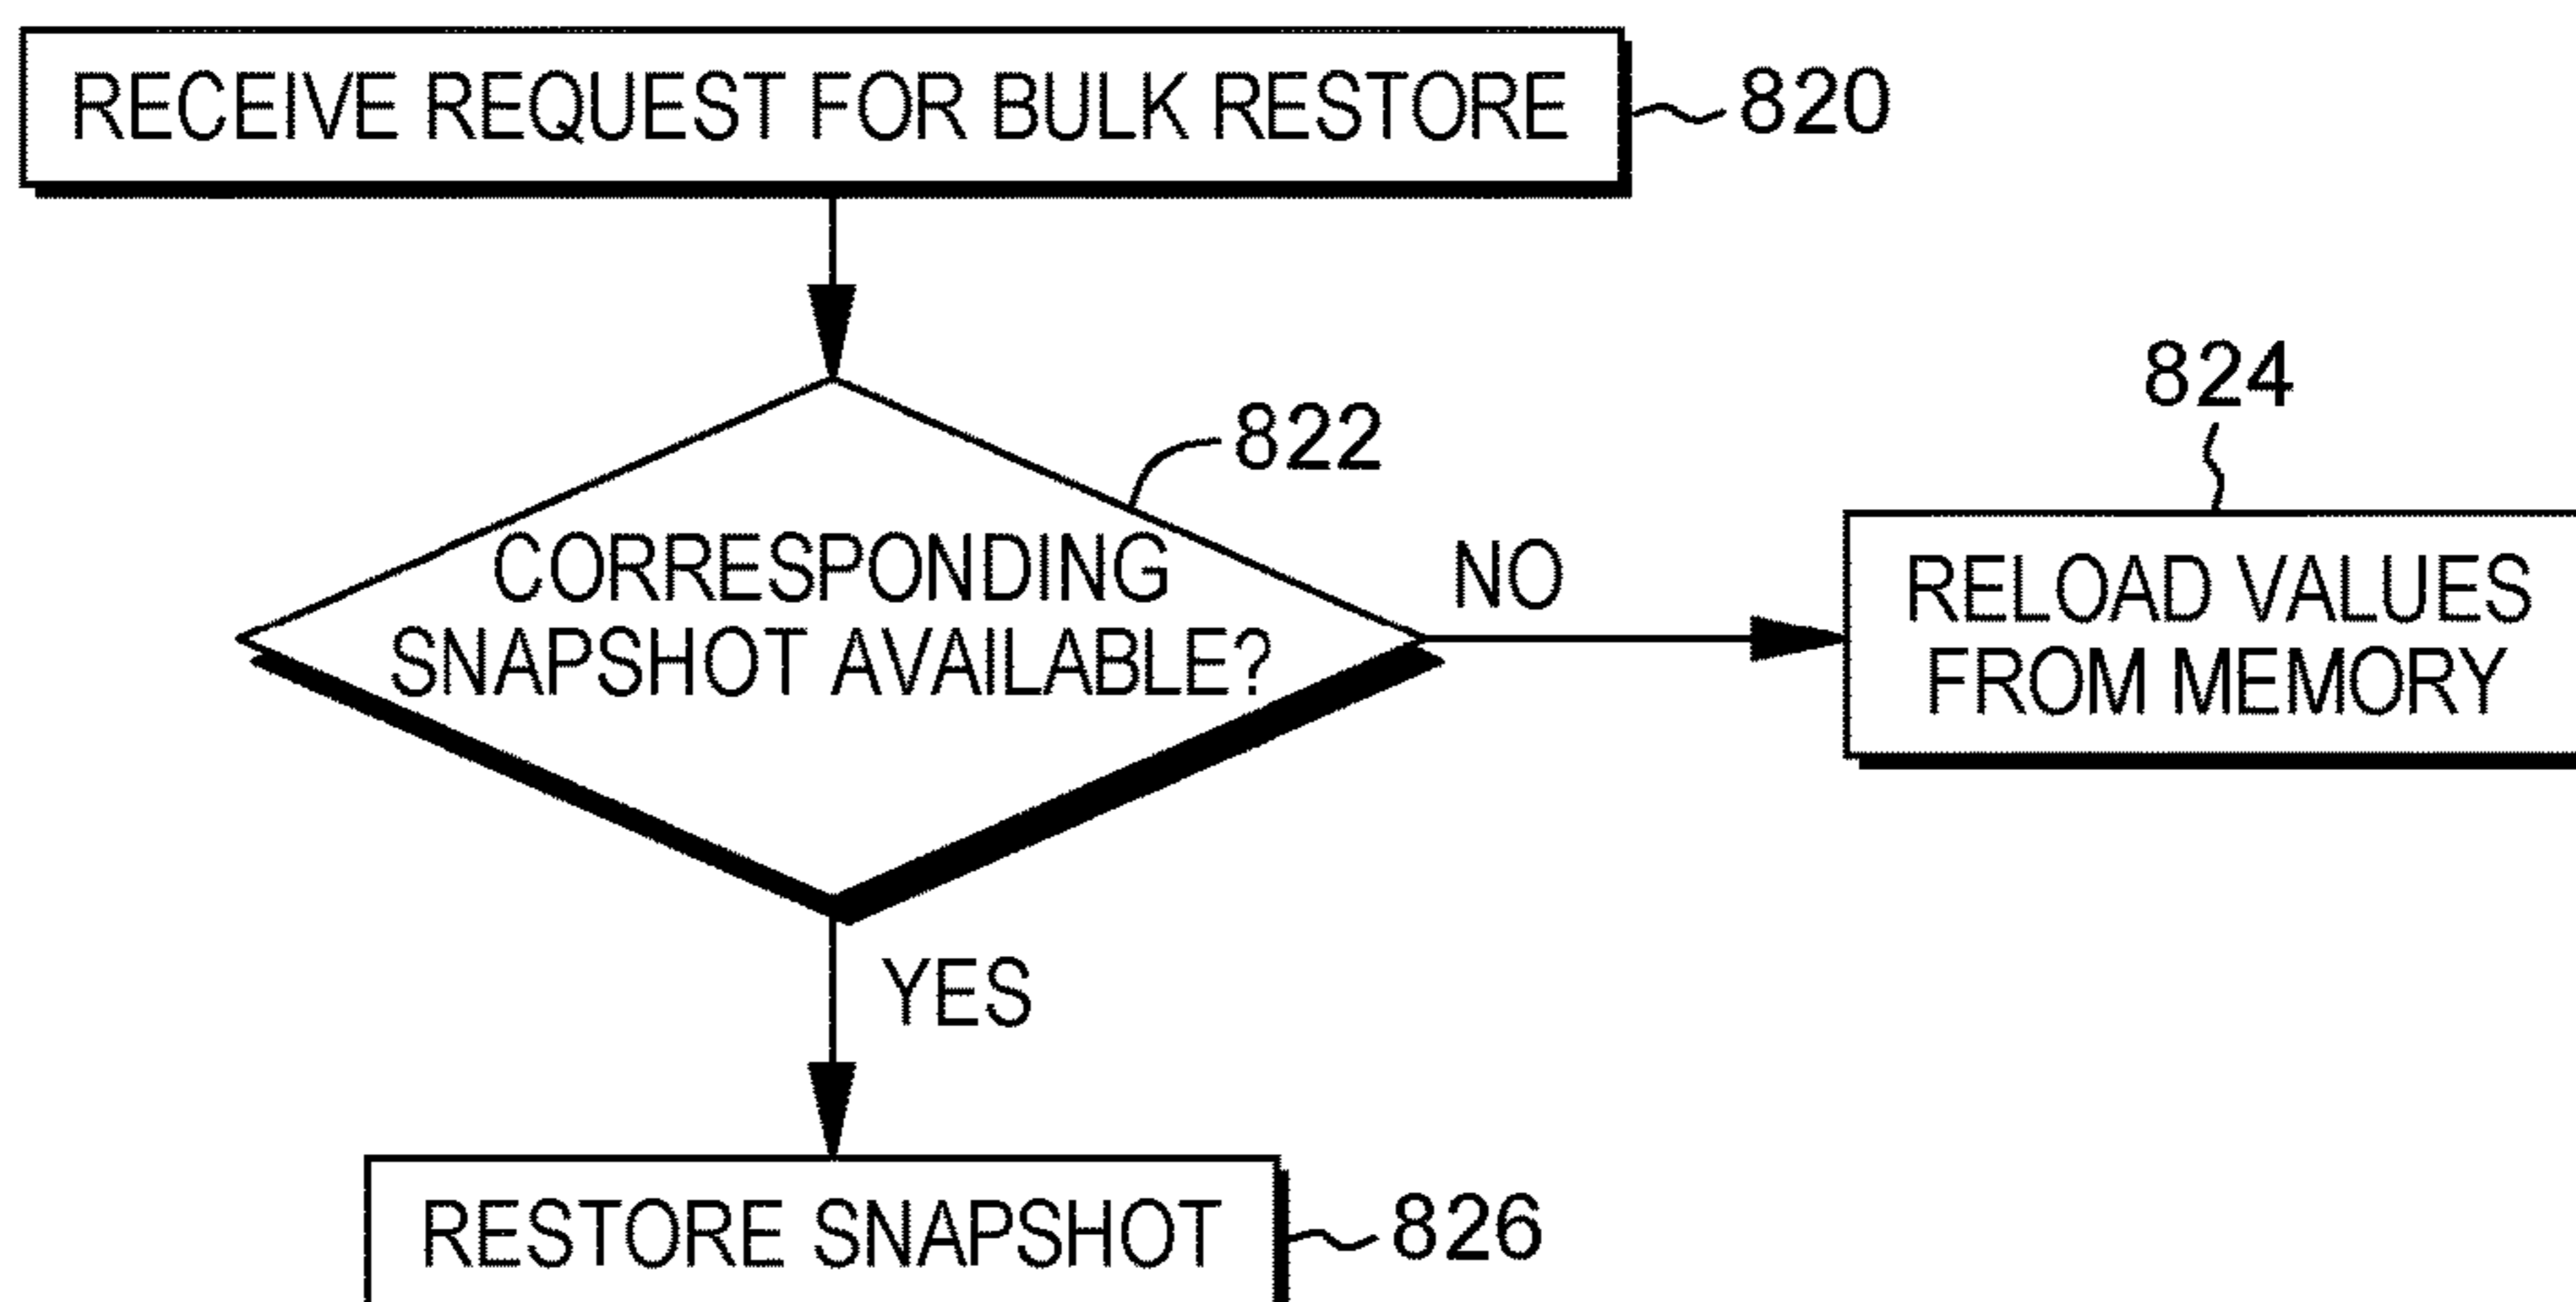 RECEIVE REQUEST FOR BULK RESTORE
820
822
824
CORRESPONDING
SNAPSHOT AVAILABLE?
NO
RELOAD VALUES
FROM MEMORY
YES
RESTORE SNAPSHOT
826